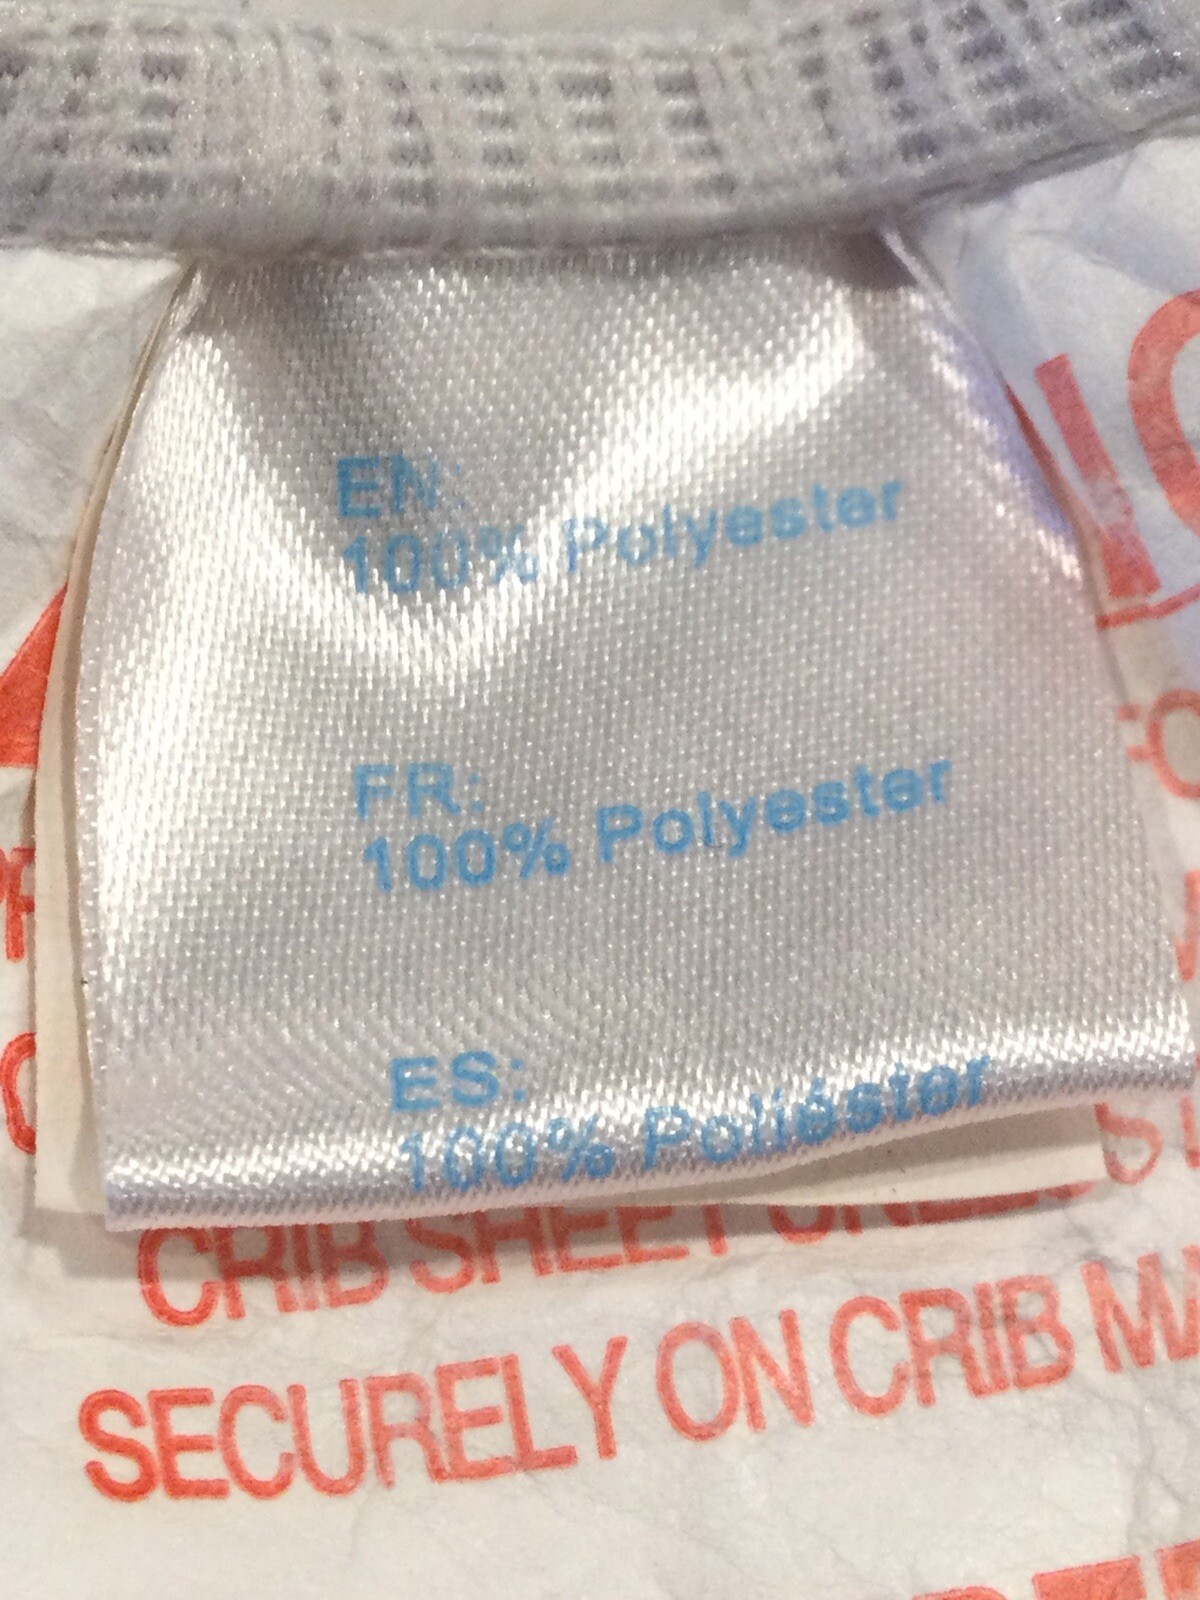 EN:
100% Polyester
FR:
100% Polyester
ES:
100% Poliéster
CRIB SHEET
SECURELY ON CRIB